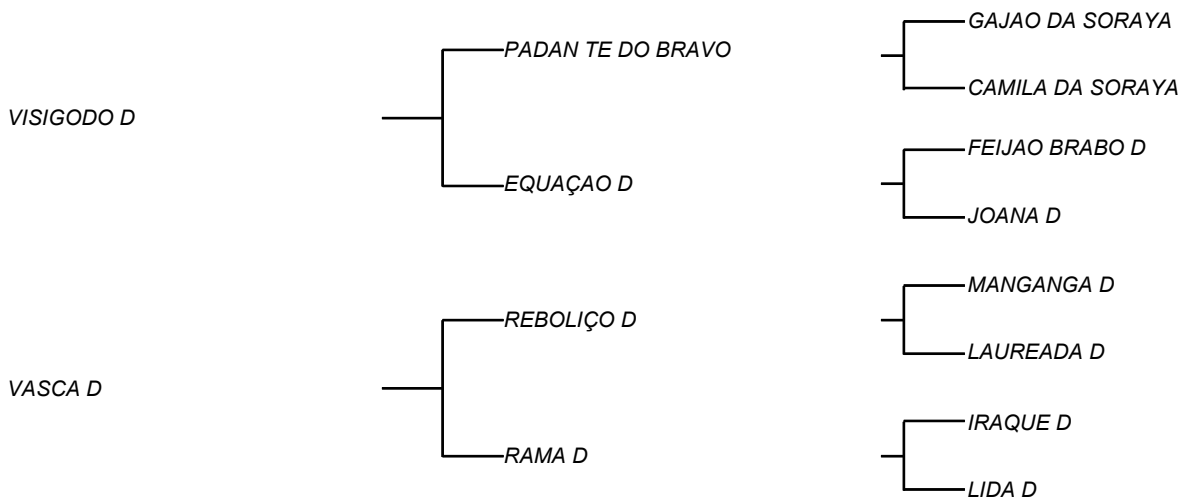 GAJAO DA SORAYA
PADAN TE DO BRAVO
CAMILA DA SORAYA
VISIGODO D
FEIJAO BRABO D
EQUAÇAO D
JOANA D
MANGANGA D
REBOLIÇO D
LAUREADA D
VASCA D
IRAQUE D
RAMA D
LIDA D